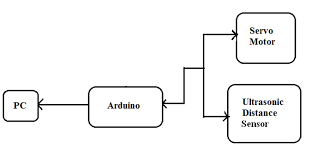 Servo
Motor
PC
Arduino
Ultrasonic
Distance
Sensor